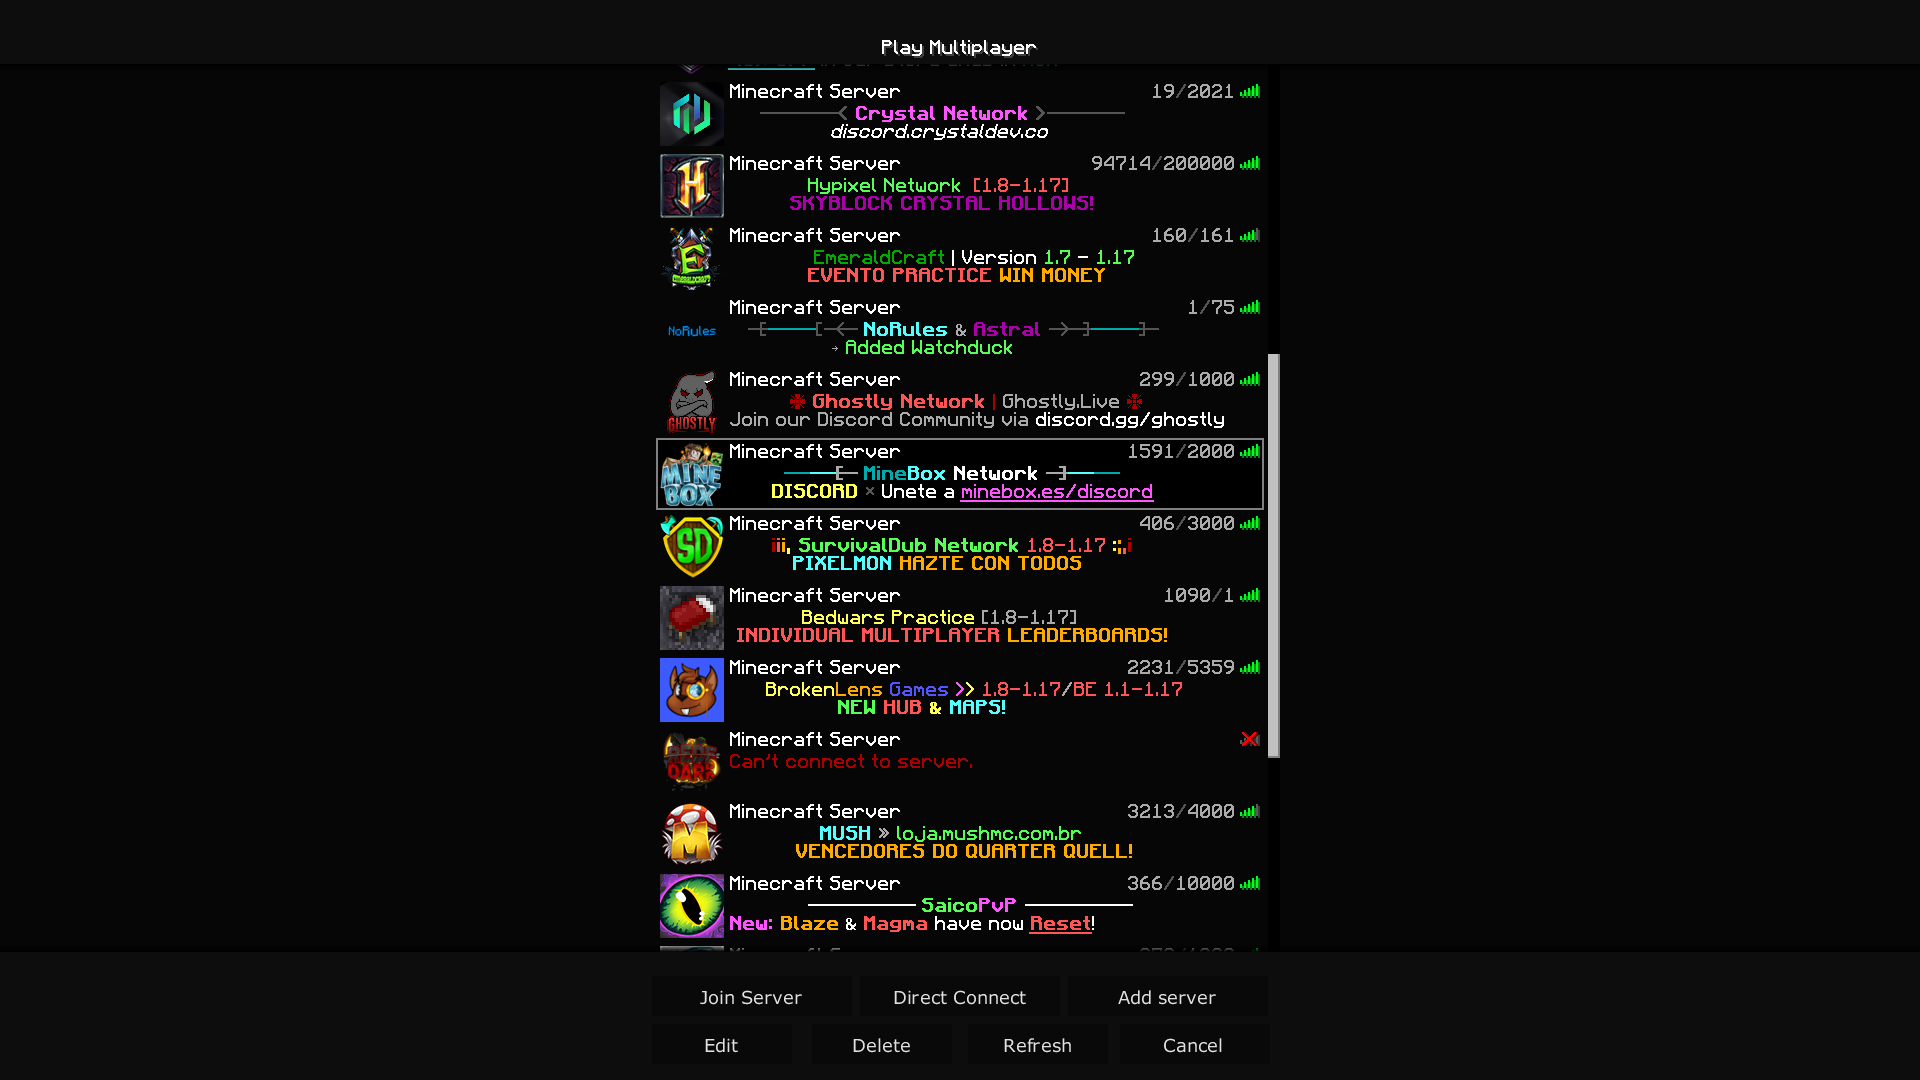 Play Multiplayer
Minecraft Server 19/2021
Crystal Network
discord.crystaldev.co
Minecraft Server 94714/200000
Hypixel Network [1.8-1.17]
SKYBLOCK CRYSTAL HOLLOWS!
Minecraft Server 160/161
EmeraldCraft | Version 1.7 - 1.17
EVENTO PRACTICE WIN MONEY
EMERALDCRAFT
Minecraft Server 1/75
NoRules
NoRules & Astral
→ Added Watchduck
Minecraft Server 299/1000
Ghostly Network | Ghostly.Live
Join our Discord Community via discord.gg/ghostly
GHOSTLY
Minecraft Server 1591/2000
MINE BOX
MineBox Network
DISCORD × Unete a minebox.es/discord
Minecraft Server 406/3000
SD
SurvivalDub Network 1.8-1.17
PIXELMON HAZTE CON TODOS
Minecraft Server 1090/1
Bedwars Practice [1.8-1.17]
INDIVIDUAL MULTIPLAYER LEADERBOARDS!
Minecraft Server 2231/5359
BrokenLens Games >> 1.8-1.17/BE 1.1-1.17
NEW HUB & MAPS!
Minecraft Server
Can't connect to server.
Minecraft Server 3213/4000
MUSH » loja.mushmc.com.br
VENCEDORES DO QUARTER QUELL!
Minecraft Server 366/10000
SaicoPvP
New: Blaze & Magma have now Reset!
Join Server Direct Connect Add server
Edit Delete Refresh Cancel